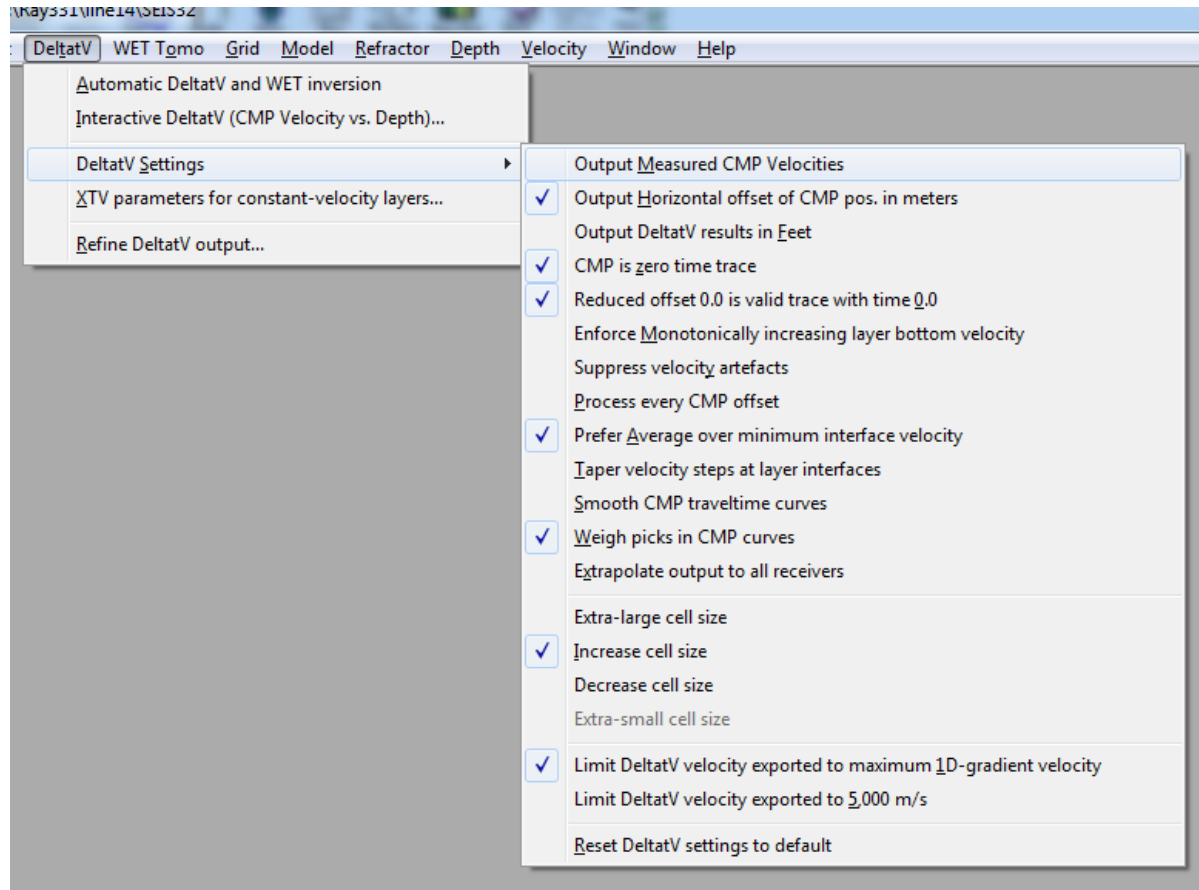 \Ray331\line14\SEIS32
DeltatV WET Tomo Grid Model Refractor Depth Velocity Window Help
Automatic DeltatV and WET inversion
Interactive DeltatV (CMP Velocity vs. Depth)...
DeltatV Settings
XTV parameters for constant-velocity layers...
Refine DeltatV output...
Output Measured CMP Velocities
Output Horizontal offset of CMP pos. in meters
Output DeltatV results in Feet
CMP is zero time trace
Reduced offset 0.0 is valid trace with time 0.0
Enforce Monotonically increasing layer bottom velocity
Suppress velocity artefacts
Process every CMP offset
Prefer Average over minimum interface velocity
Taper velocity steps at layer interfaces
Smooth CMP traveltime curves
Weigh picks in CMP curves
Extrapolate output to all receivers
Extra-large cell size
Increase cell size
Decrease cell size
Extra-small cell size
Limit DeltatV velocity exported to maximum 1D-gradient velocity
Limit DeltatV velocity exported to 5,000 m/s
Reset DeltatV settings to default